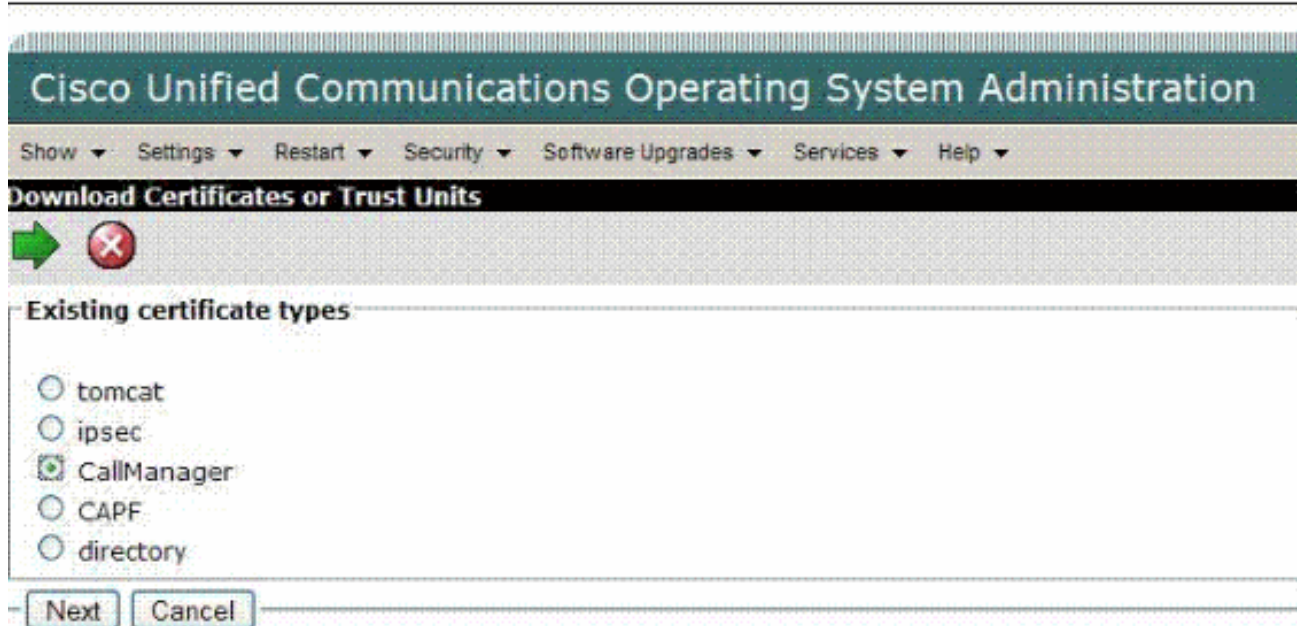 Cisco Unified Communications Operating System Administration
Show Settings Restart Security Software Upgrades Services Help
Download Certificates or Trust Units
Existing certificate types
tomcat
ipsec
CallManager
CAPF
directory
Next Cancel